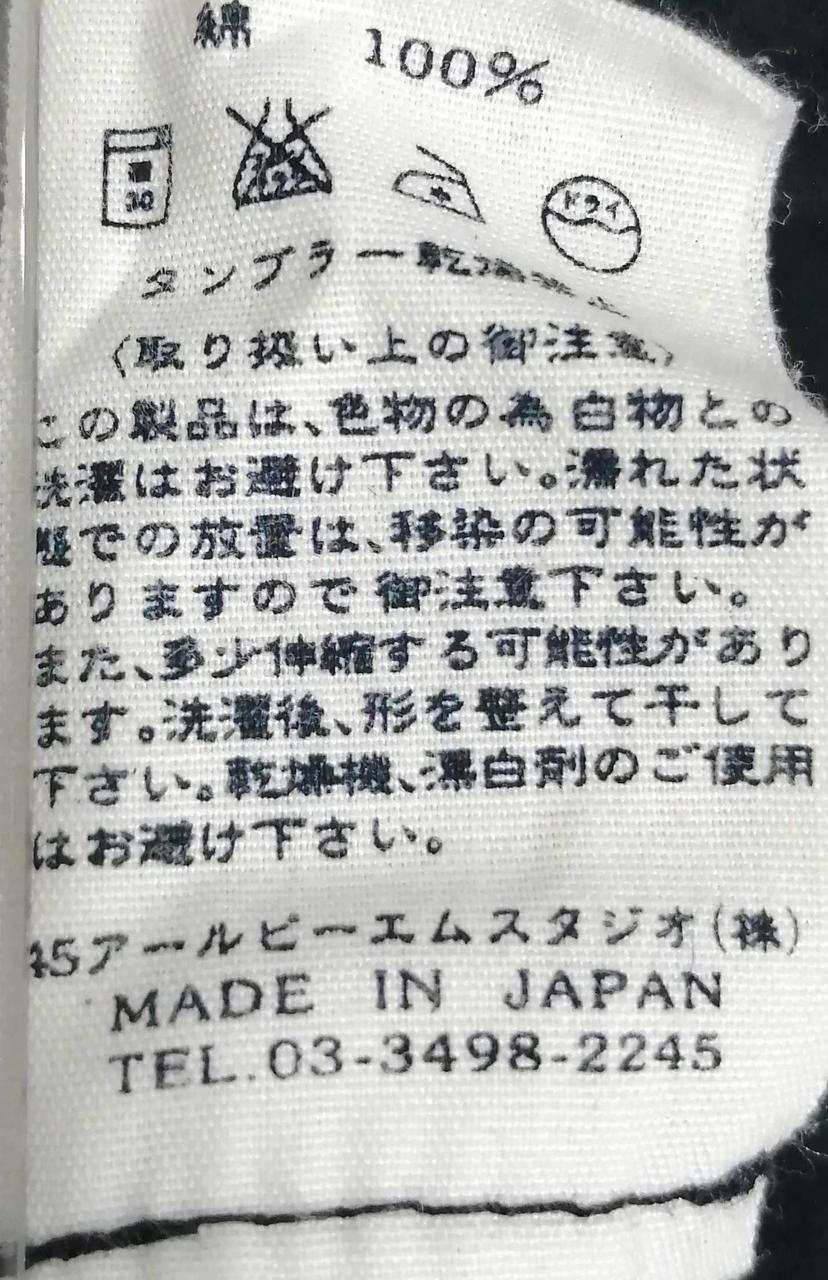 綿 100%
30
ドライ
タンブラー乾燥
〈取り扱い上の御注意〉
この製品は、色物の為白物との
洗濯はお避け下さい。濡れた状
態での放置は、移染の可能性が
ありますので御注意下さい。
また、多少伸縮する可能性があり
ます。洗濯後、形を整えて干して
下さい。乾燥機、漂白剤のご使用
はお避け下さい。
45アールピーエムスタジオ(株)
MADE IN JAPAN
TEL.03-3498-2245